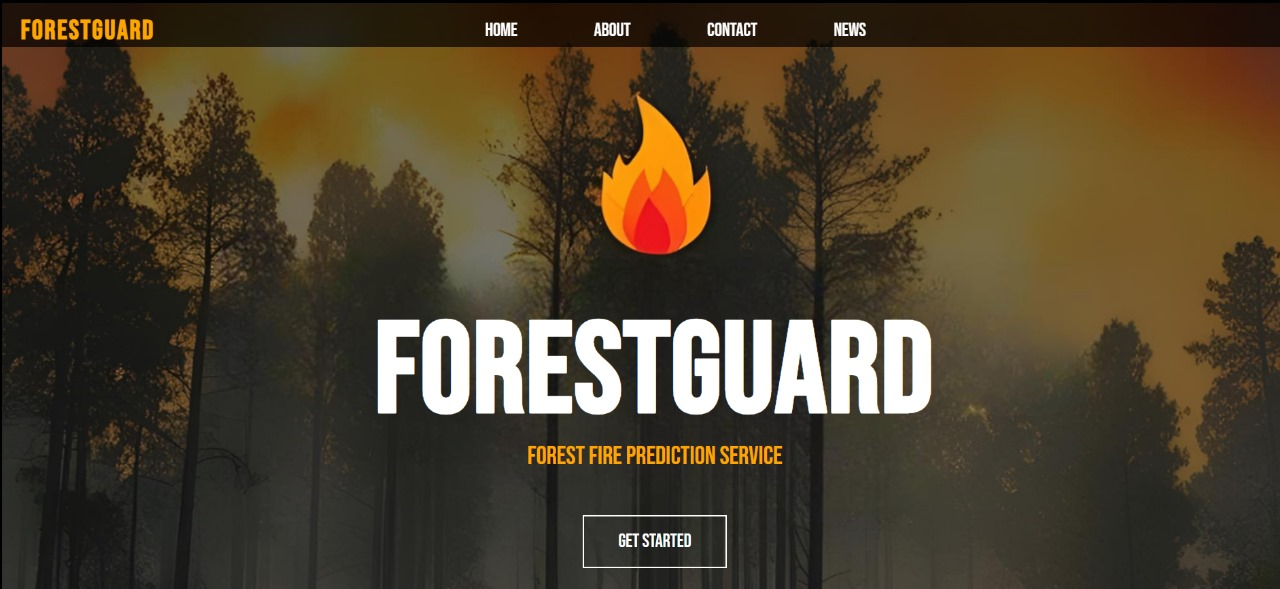 FORESTGUARD
HOME ABOUT CONTACT NEWS
FORESTGUARD
FOREST FIRE PREDICTION SERVICE
GET STARTED